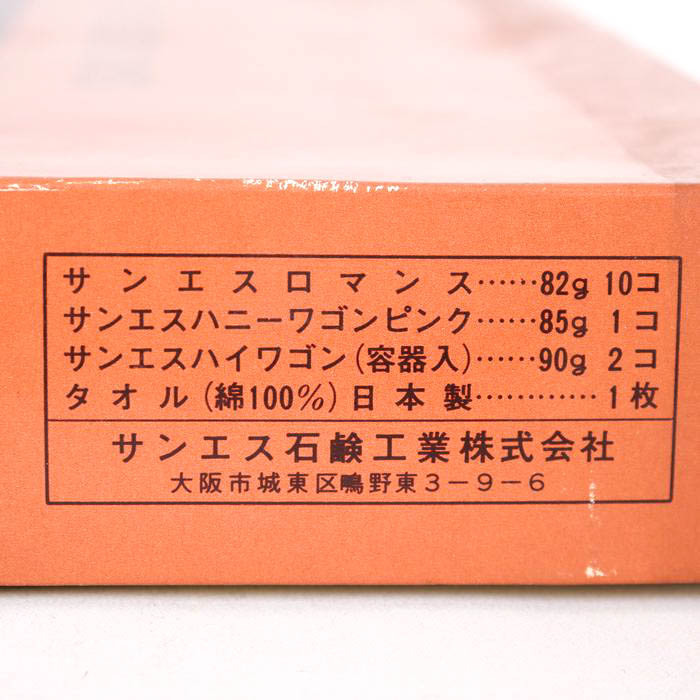 サンエスロマンス……82g 10コ
サンエスハニーワゴンピンク……85g 1コ
サンエスハイワゴン(容器入)……90g 2コ
タオル(綿100%)日本製…………1枚
サンエス石鹸工業株式会社
大阪市城東区鴫野東3-9-6